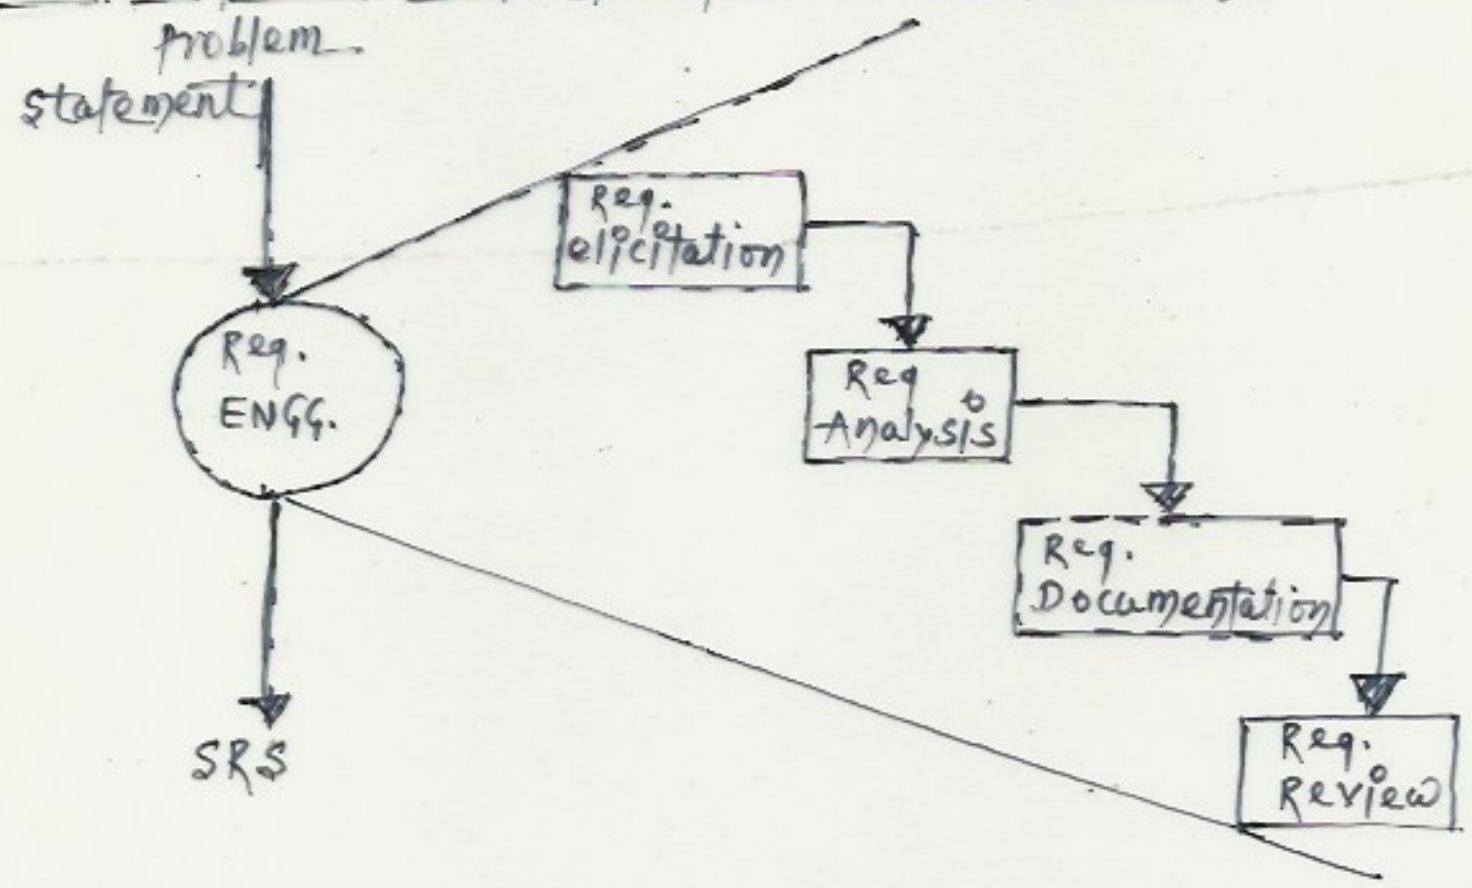 Problem.
statement
Req.
elicitation
Req.
ENGG.
Req
Analysis
Req.
Documentation
Req.
Review
SRS